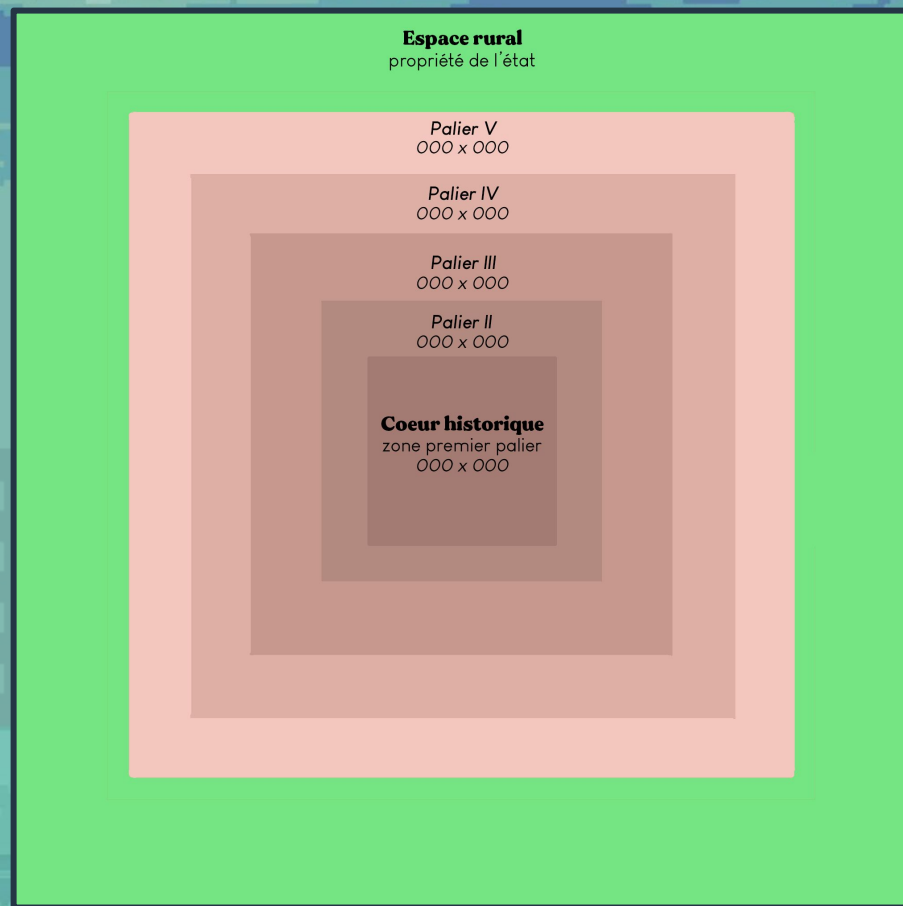 Espace rural
propriété de l'état
Palier V
000 x 000
Palier IV
000 x 000
Palier III
000 x 000
Palier II
000 x 000
Coeur historique
zone premier palier
000 x 000